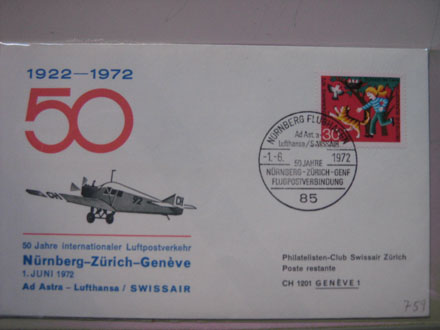 1922–1972
50
30
NÜRNBERG FLUGHAFEN
Ad Astra-
Lufthansa/SWISSAIR
-1.-6. 1972
50 JAHRE
NÜRNBERG-ZÜRICH-GENF
FLUGPOSTVERBINDUNG
85
CH
50 Jahre internationaler Luftpostverkehr
Nürnberg–Zürich–Genève
1. JUNI 1972
Ad Astra - Lufthansa / SWISSAIR
Philatelisten-Club Swissair Zürich
Poste restante
CH 1201 GENÈVE 1
759